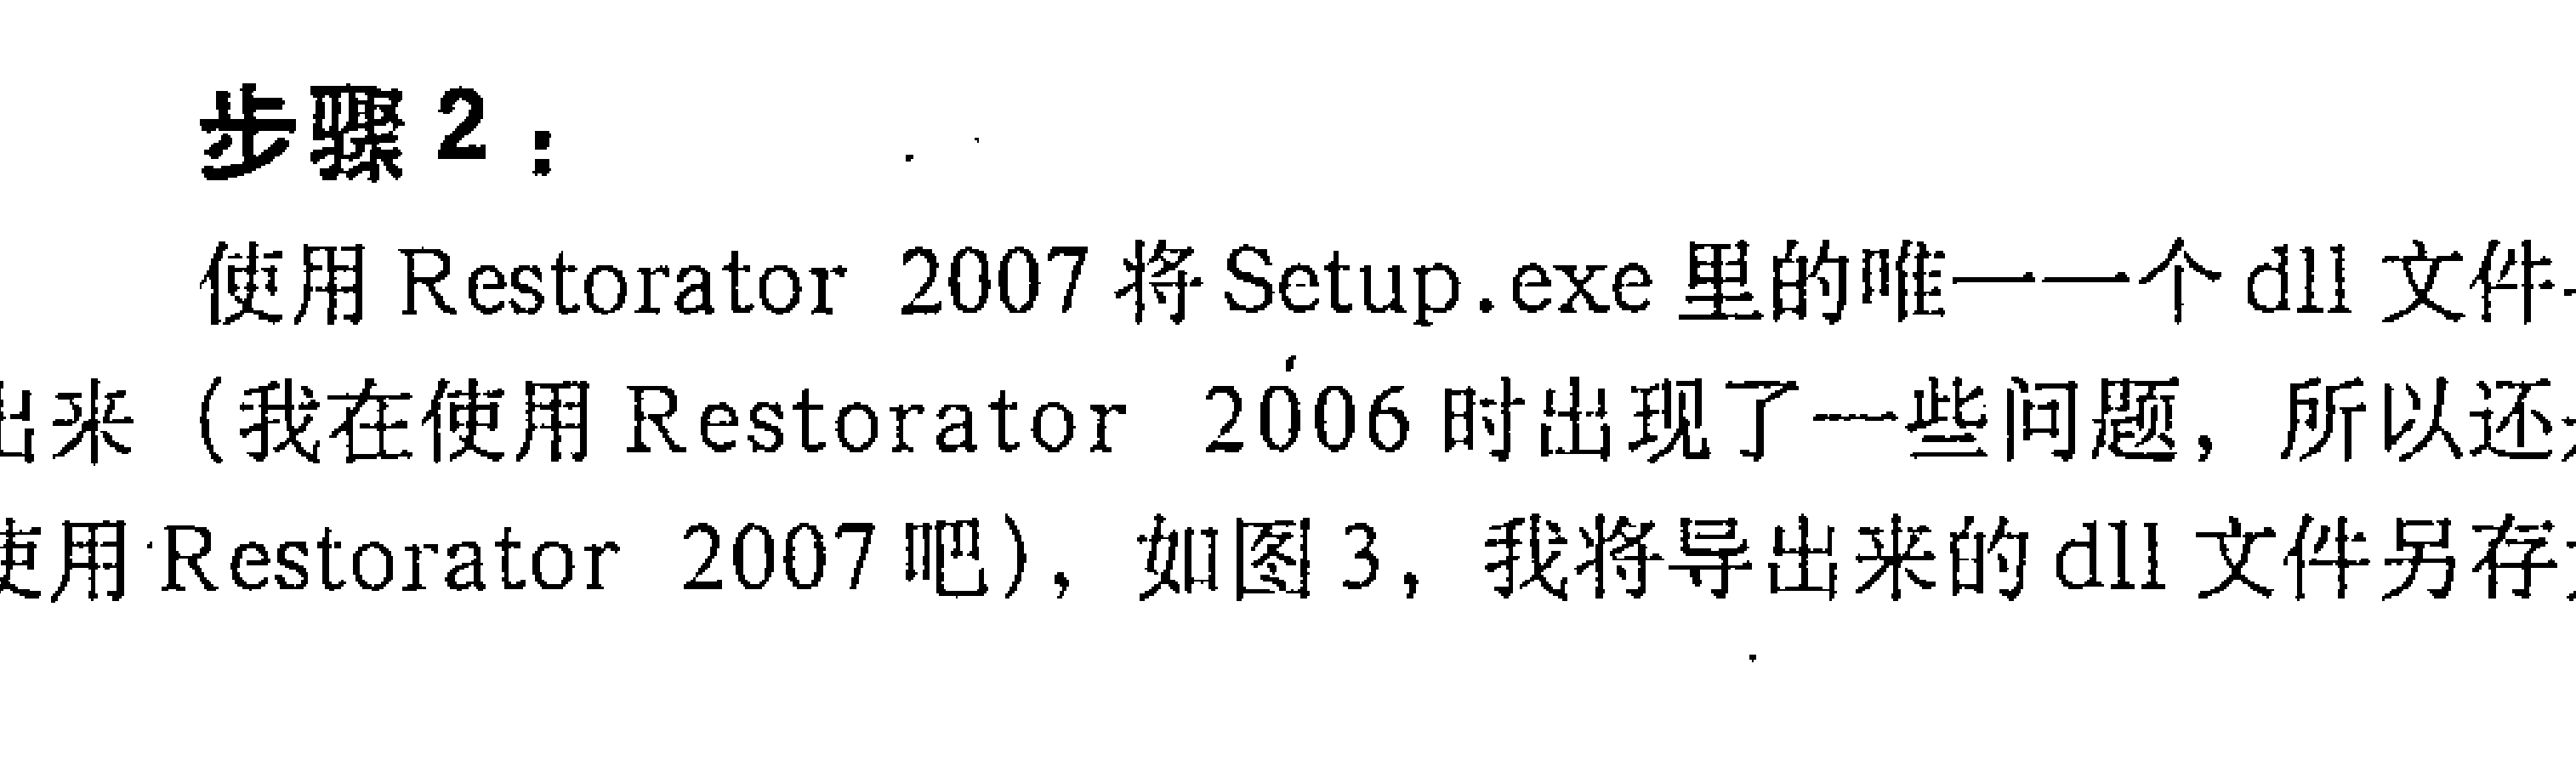 步骤2：
使用 Restorator 2007 将 Setup.exe 里的唯一一个 dll 文件
出来（我在使用 Restorator 2006 时出现了一些问题，所以还
使用 Restorator 2007 吧），如图 3，我将导出来的 dll 文件另存